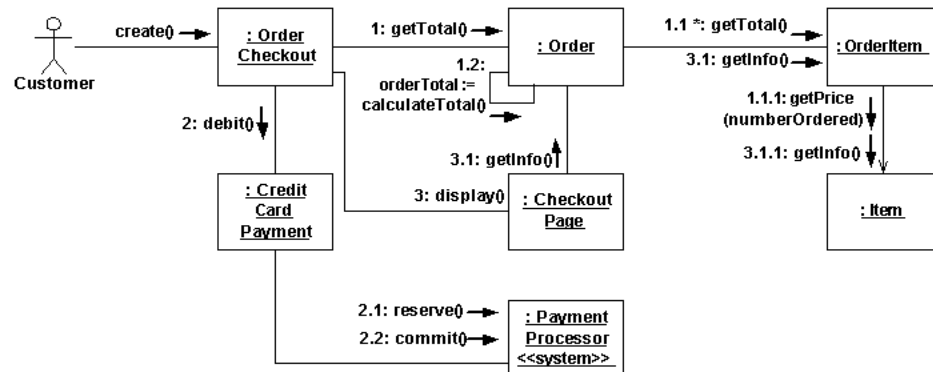 create()
Customer
: Order
Checkout
1: getTotal()
: Order
1.1 *: getTotal()
3.1: getInfo()
: OrderItem
1.2:
orderTotal :=
calculateTotal()
1.1.1: getPrice
(numberOrdered)
3.1.1: getInfo()
2: debit()
3.1: getInfo()
: Credit
Card
Payment
3: display()
: Checkout
Page
: Item
2.1: reserve()
2.2: commit()
: Payment
Processor
<<system>>